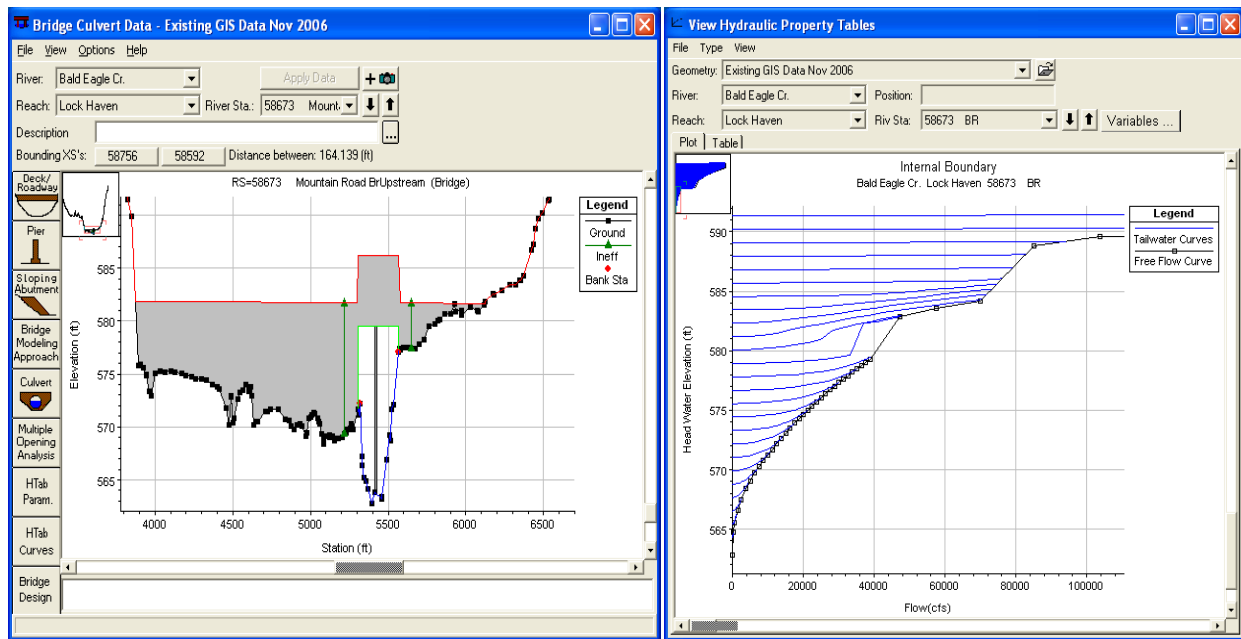 Bridge Culvert Data - Existing GIS Data Nov 2006
File View Options Help
River: Bald Eagle Cr. Apply Data
Reach: Lock Haven River Sta.: 58673
Description ...
Bounding XS's: 58756 58592 Distance between: 164.139 (ft)
Deck/
Roadway
Pier
Sloping
Abutment
Bridge
Modeling
Approach
Culvert
Multiple
Opening
Analysis
HTab
Param.
HTab
Curves
Bridge
Design
RS=58673 Mountain Road BrUpstream (Bridge)
Legend
Ground
Ineff
Bank Sta
585
580
575
570
565
Elevation (ft)
4000 4500 5000 5500 6000 6500
Station (ft)
View Hydraulic Property Tables
File Type View
Geometry: Existing GIS Data Nov 2006
River: Bald Eagle Cr. Position:
Reach: Lock Haven Riv Sta: 58673 BR Variables ...
Plot Table
Internal Boundary
Bald Eagle Cr. Lock Haven 58673 BR
Legend
Tailwater Curves
Free Flow Curve
590
585
580
575
570
565
Head Water Elevation (ft)
0 20000 40000 60000 80000 100000
Flow(cfs)